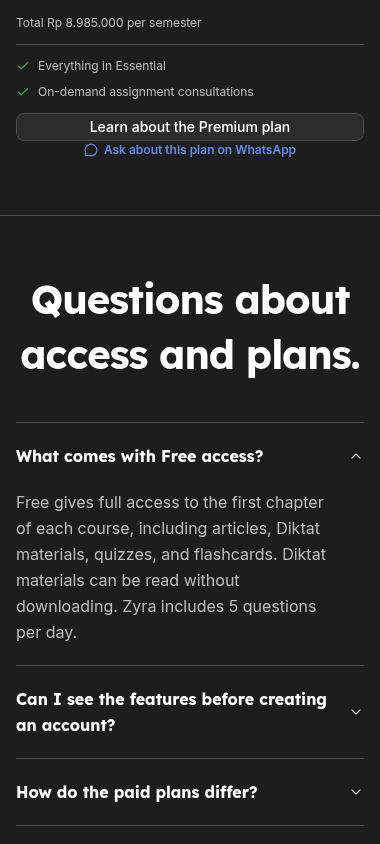 Total Rp 8.985.000 per semester
Everything in Essential
On-demand assignment consultations
Learn about the Premium plan
Ask about this plan on WhatsApp
Questions about
access and plans.
What comes with Free access?
Free gives full access to the first chapter
of each course, including articles, Diktat
materials, quizzes, and flashcards. Diktat
materials can be read without
downloading. Zyra includes 5 questions
per day.
Can I see the features before creating
an account?
How do the paid plans differ?